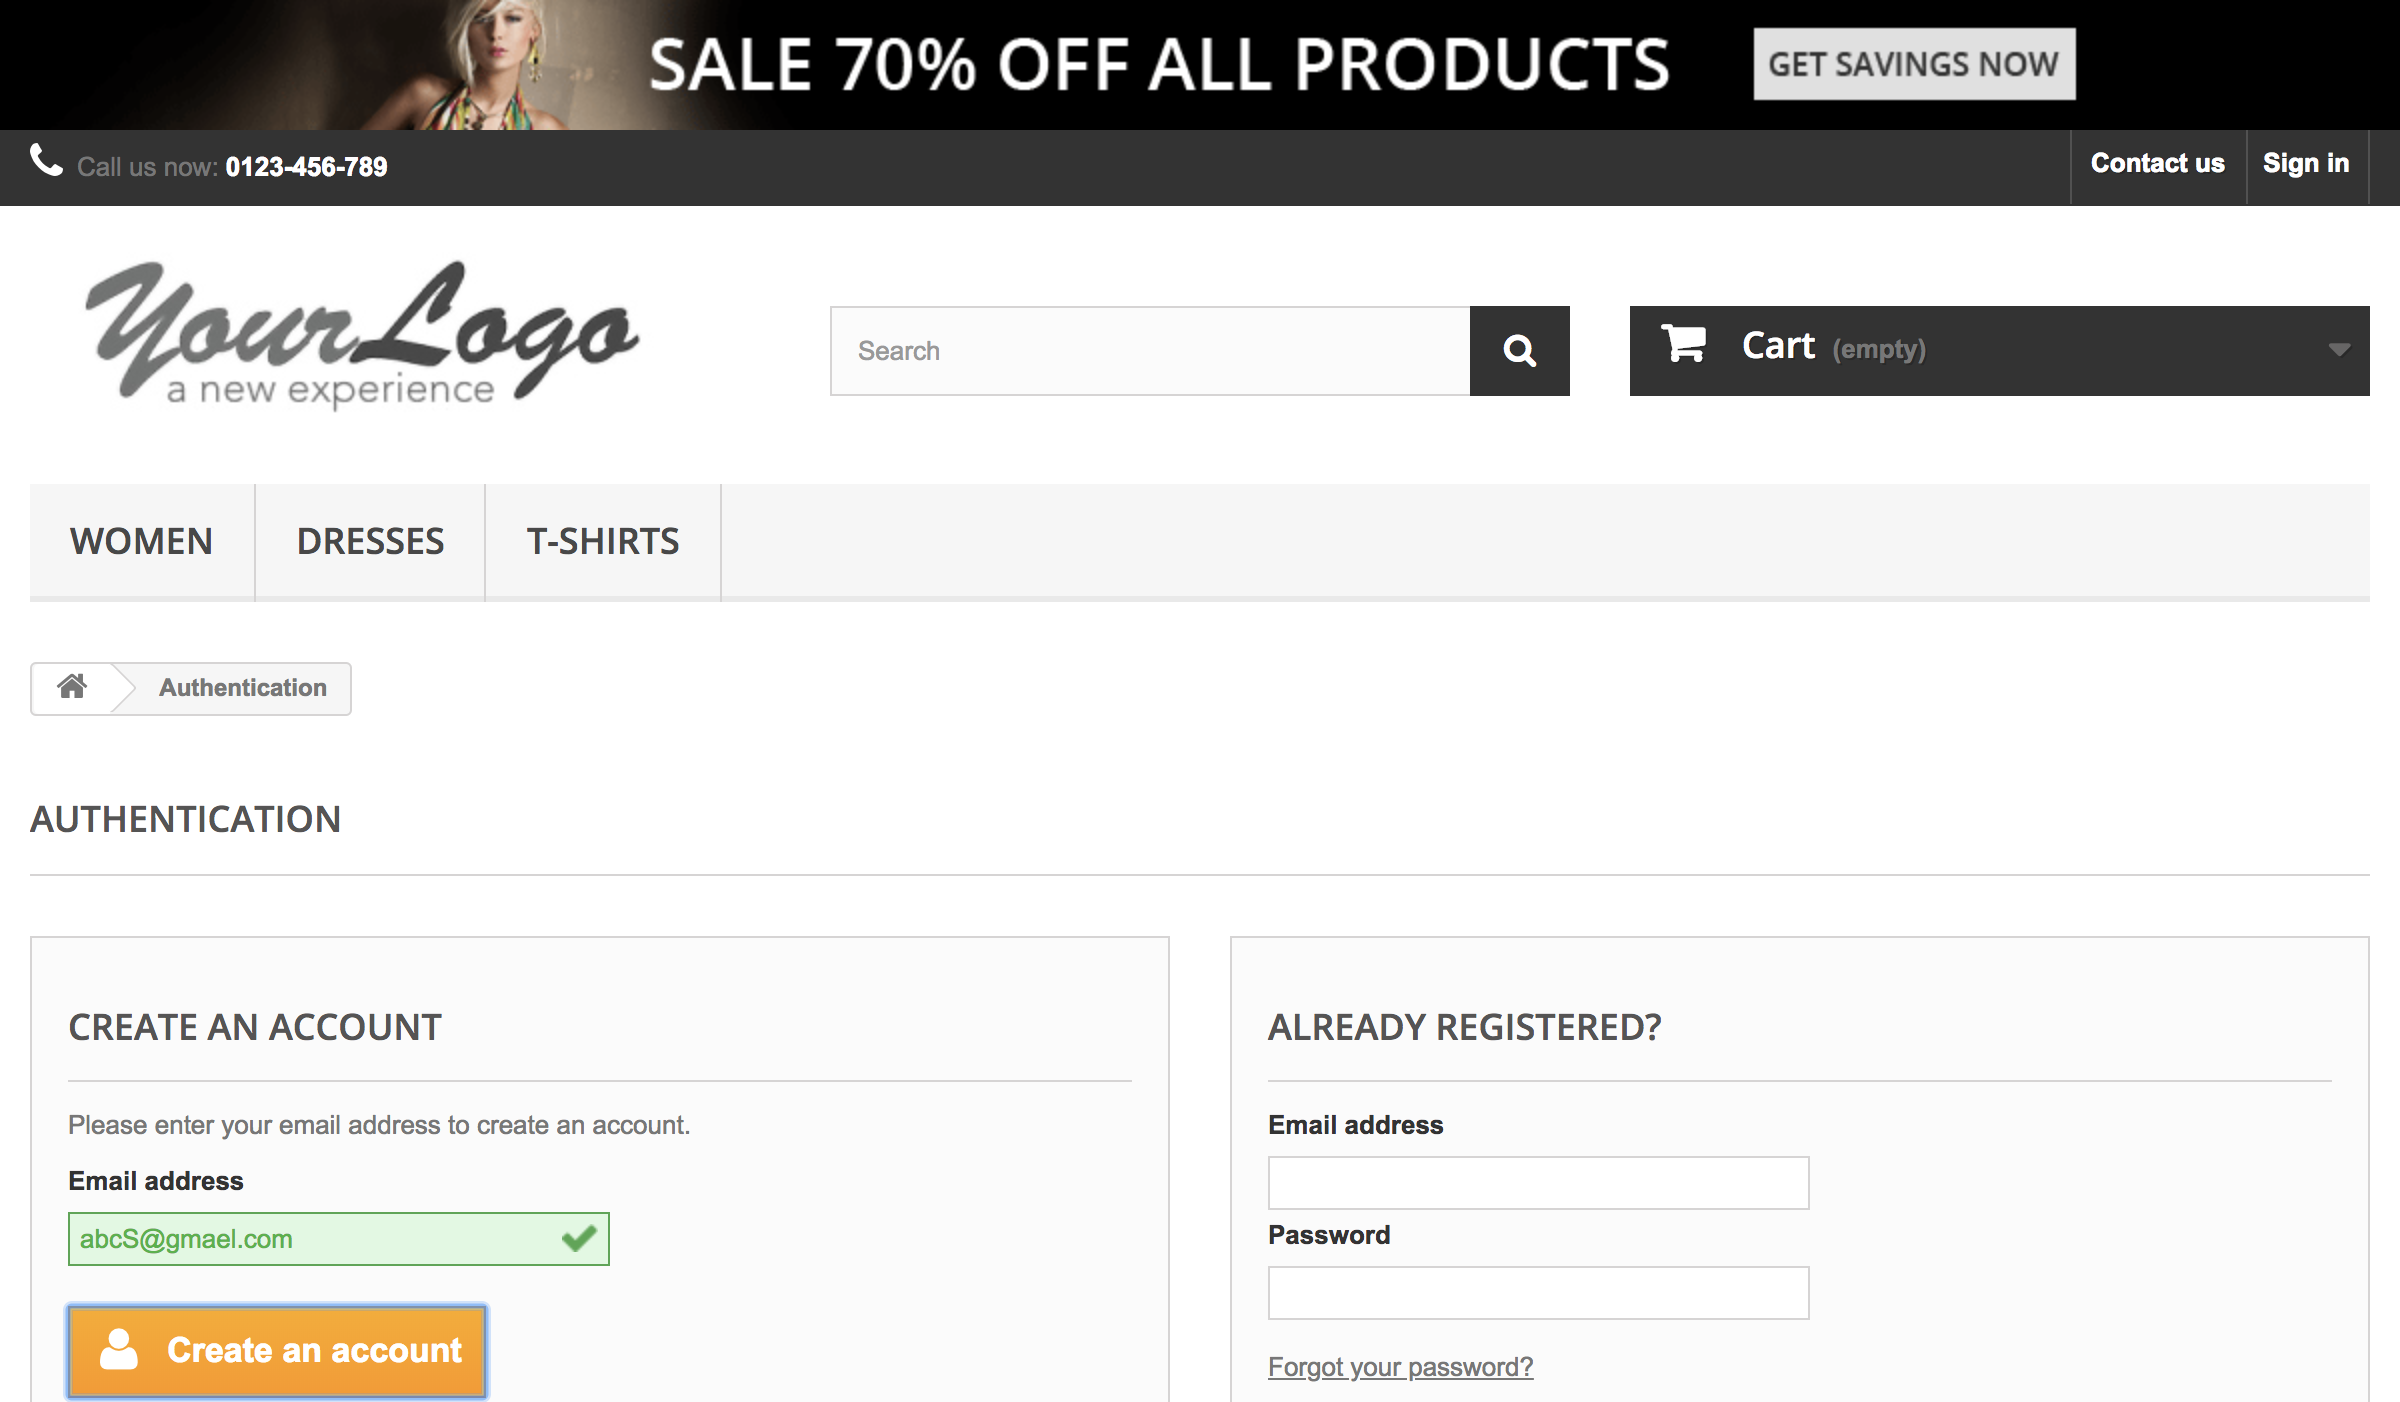 SALE 70% OFF ALL PRODUCTS GET SAVINGS NOW
Call us now: 0123-456-789 Contact us Sign in
YourLogo
a new experience
Search
Cart (empty)
WOMEN DRESSES T-SHIRTS
Authentication
AUTHENTICATION
CREATE AN ACCOUNT
Please enter your email address to create an account.
Email address
abcS@gmael.com
Create an account
ALREADY REGISTERED?
Email address
Password
Forgot your password?